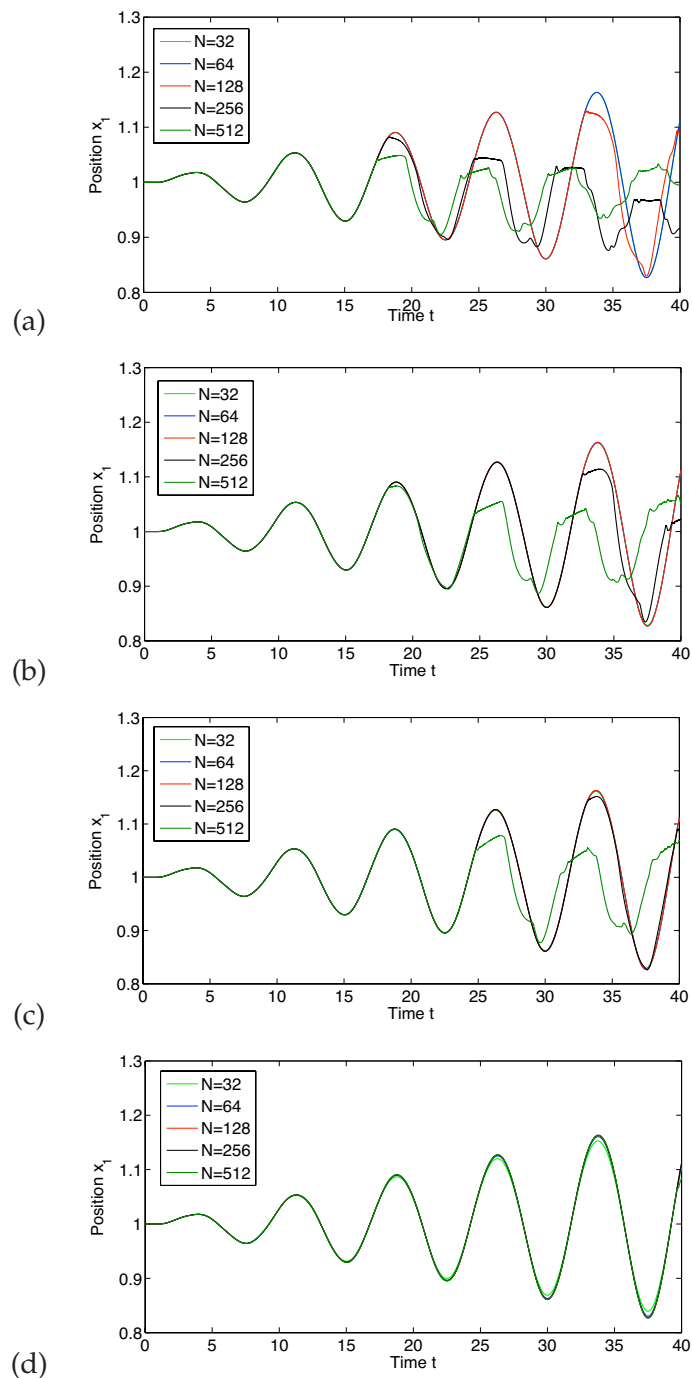 1.3
1.2
1.1
1
0.9
0.8
Position x1
N=32
N=64
N=128
N=256
N=512
0 5 10 15 20 25 30 35 40
Time t
(a)
1.3
1.2
1.1
1
0.9
0.8
Position x1
N=32
N=64
N=128
N=256
N=512
0 5 10 15 20 25 30 35 40
Time t
(b)
1.3
1.2
1.1
1
0.9
0.8
Position x1
N=32
N=64
N=128
N=256
N=512
0 5 10 15 20 25 30 35 40
Time t
(c)
1.3
1.2
1.1
1
0.9
0.8
Position x1
N=32
N=64
N=128
N=256
N=512
0 5 10 15 20 25 30 35 40
Time t
(d)